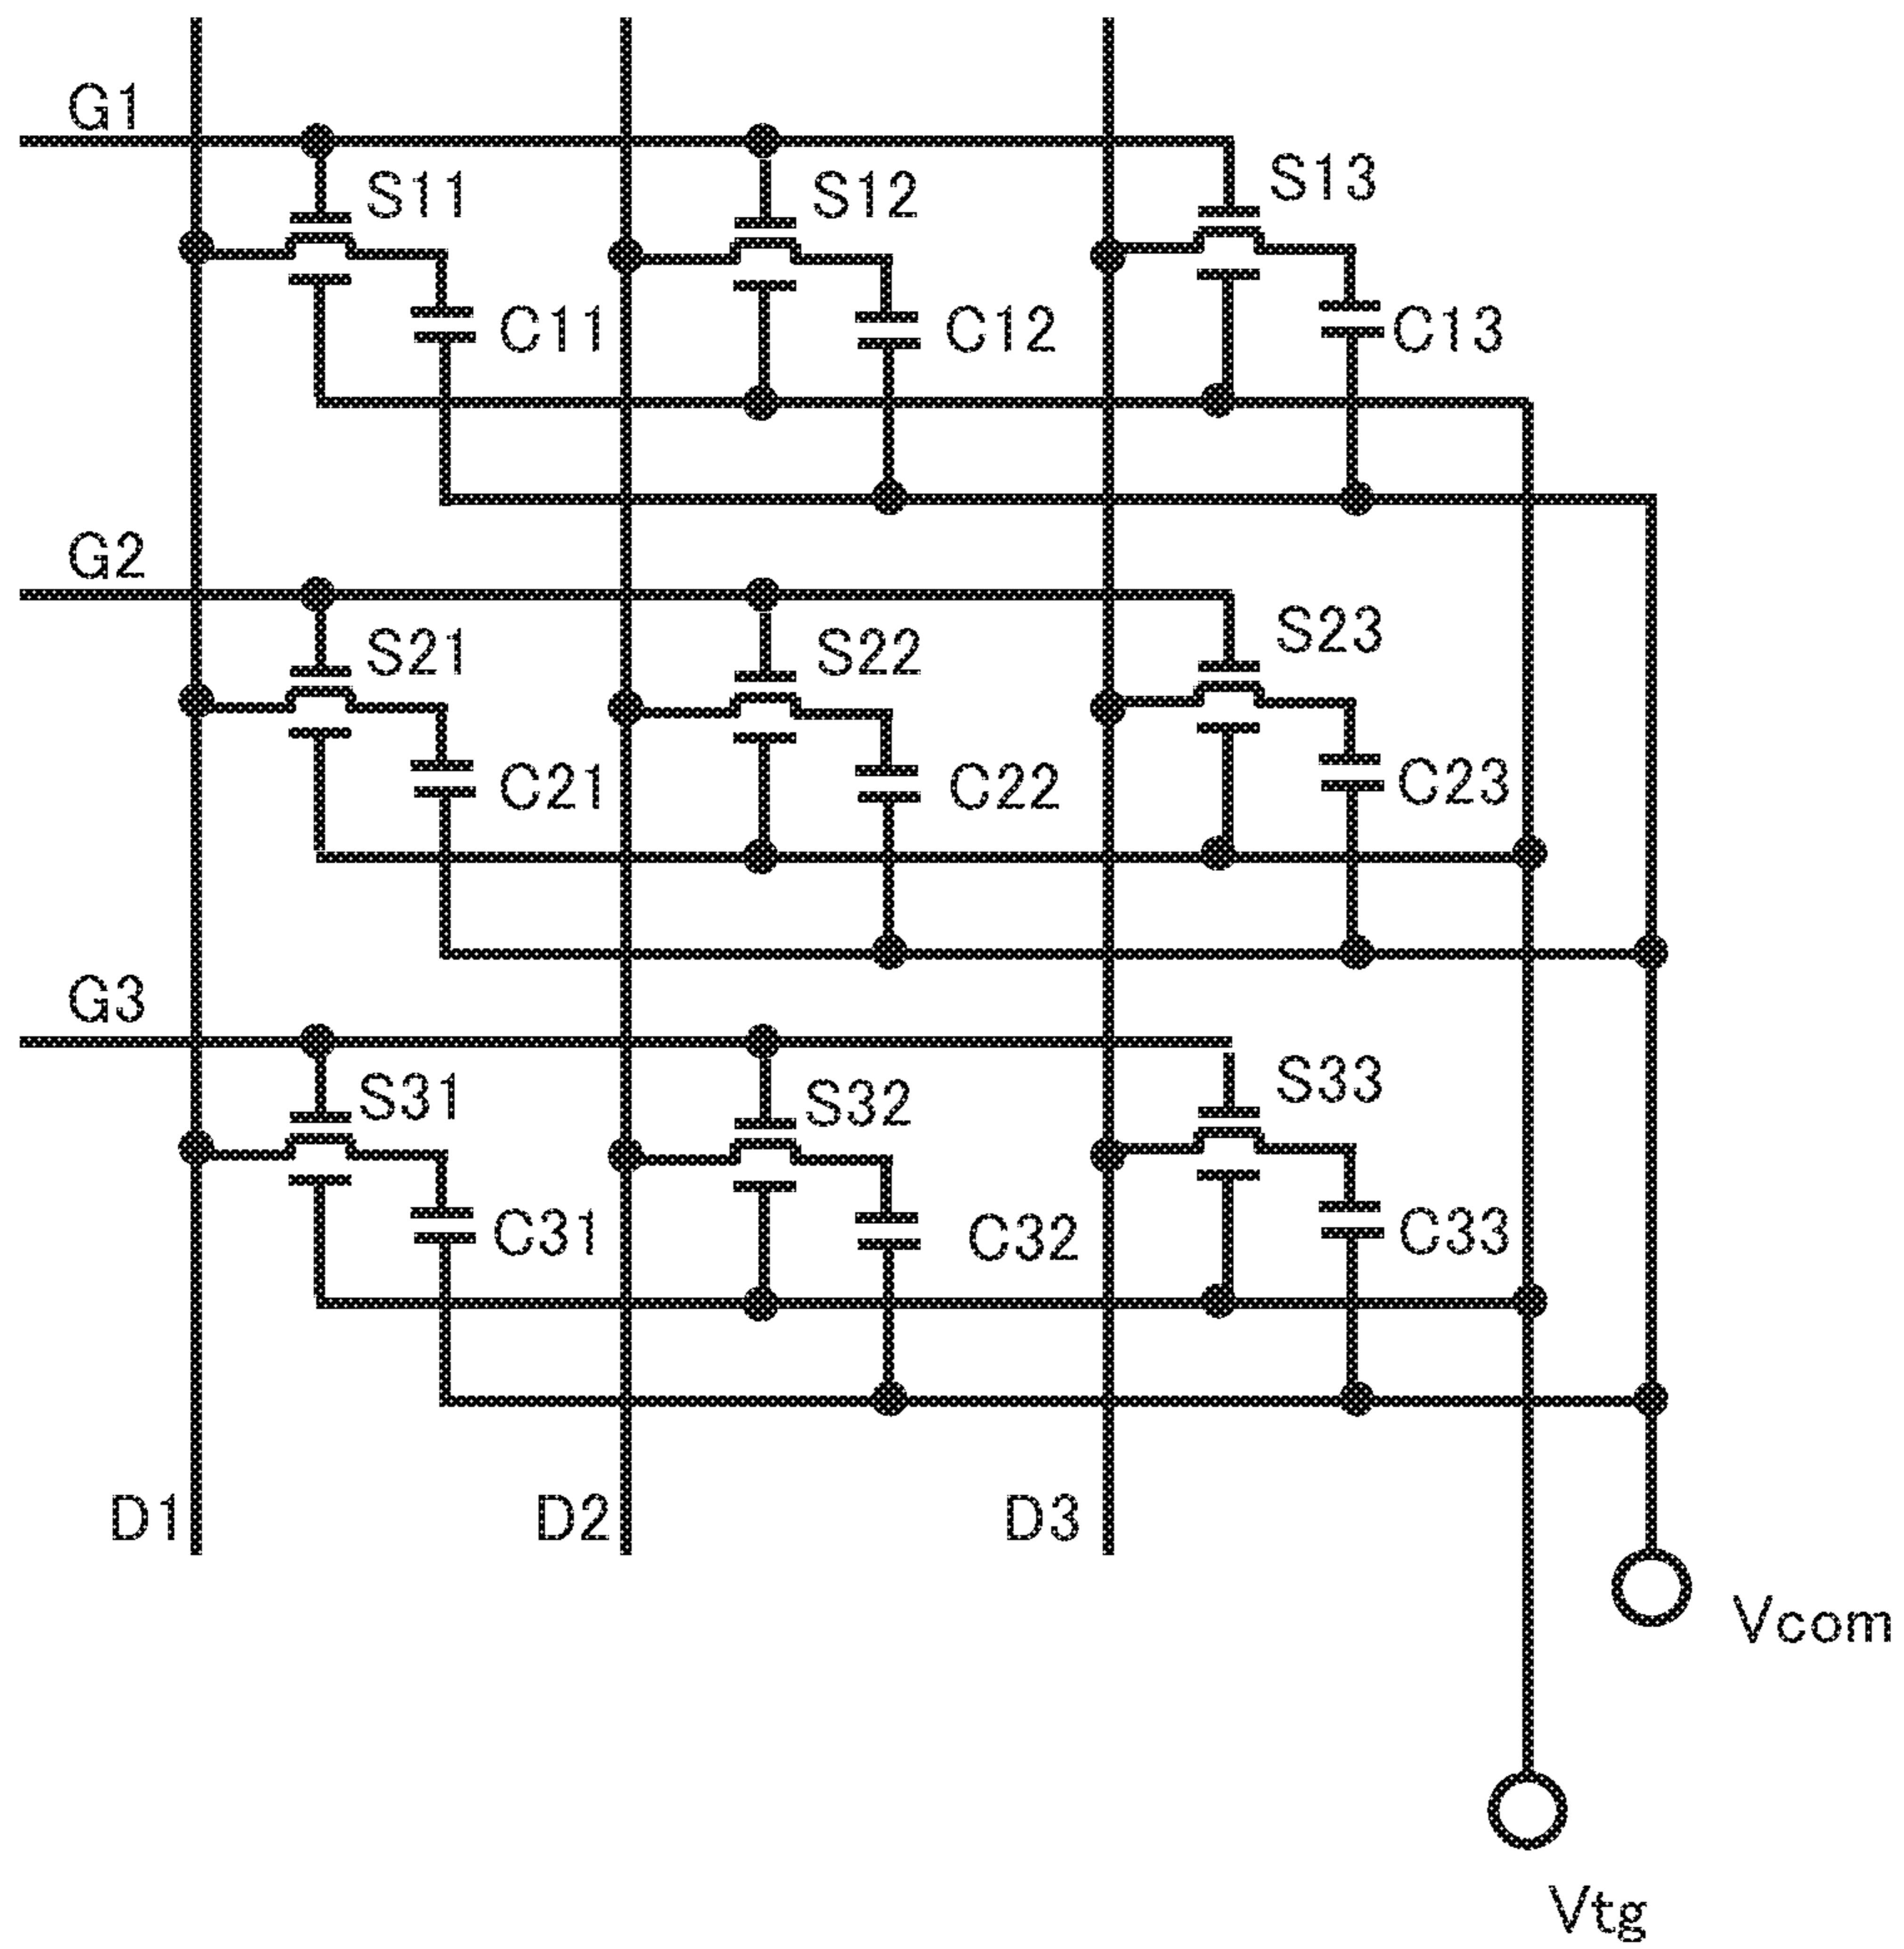 G1
S11
S12
S13
C11
C12
C13
G2
S21
S22
S23
C21
C22
C23
G3
S31
S32
S33
C31
C32
C33
D1
D2
D3
Vcom
Vtg